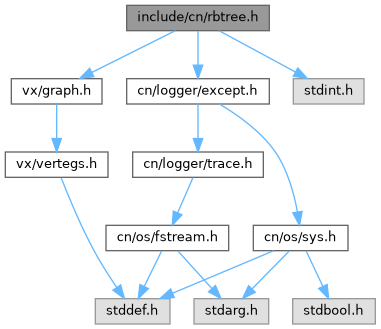 include/cn/rbtree.h
vx/graph.h
cn/logger/except.h
stdint.h
vx/vertegs.h
cn/logger/trace.h
cn/os/fstream.h
cn/os/sys.h
stddef.h
stdarg.h
stdbool.h